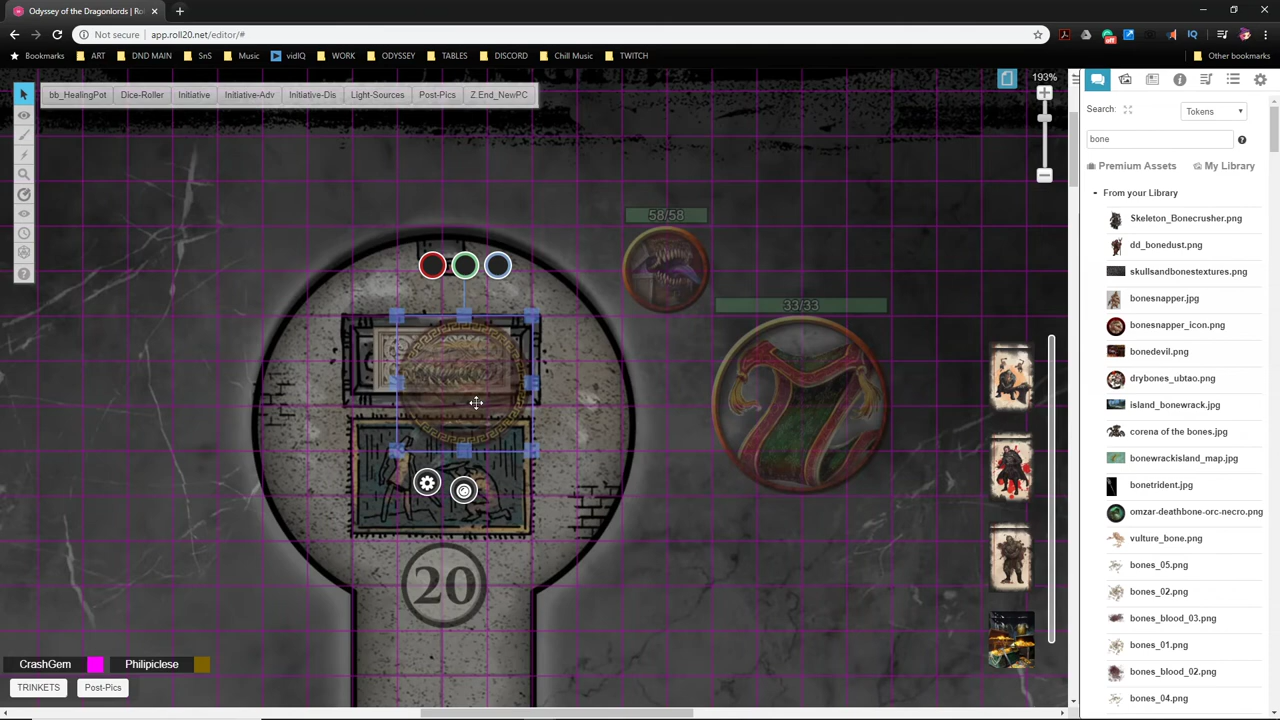 Odyssey of the Dragonlords | Ro
Not secure | app.roll20.net/editor/#
Bookmarks ART DND MAIN SnS Music vidIQ WORK ODYSSEY TABLES DISCORD Chill Music TWITCH Other bookmarks
off
IQ
bb_HealingPot Dice-Roller Initiative Initiative-Adv Initiative-Dis Light-Sources Post-Pics Z.End_NewPC
193%
Search: Tokens
bone
Premium Assets My Library
From your Library
Skeleton_Bonecrusher.png
dd_bonedust.png
skullsandbonestextures.png
bonesnapper.jpg
bonesnapper_icon.png
bonedevil.png
drybones_ubtao.png
island_bonewrack.jpg
corena of the bones.jpg
bonewrackisland_map.jpg
bonetrident.jpg
omzar-deathbone-orc-necro.png
vulture_bone.png
bones_05.png
bones_02.png
bones_blood_03.png
bones_01.png
bones_blood_02.png
bones_04.png
58/58
33/33
20
CrashGem Philipiclese
TRINKETS Post-Pics